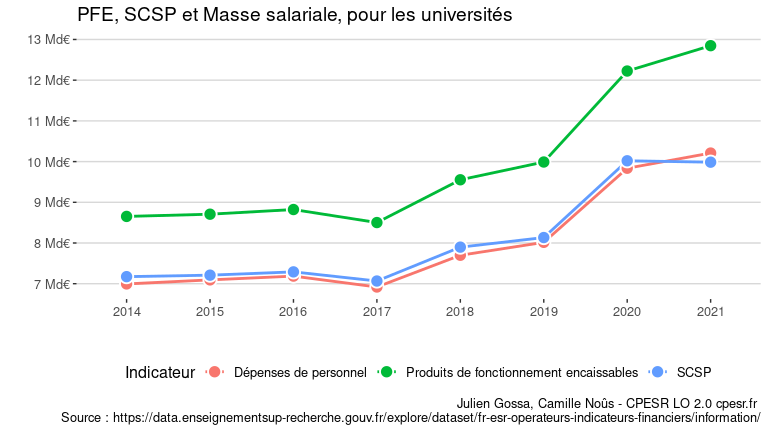 PFE, SCSP et Masse salariale, pour les universités
13 Md€
12 Md€
11 Md€
10 Md€
9 Md€
8 Md€
7 Md€
2014 2015 2016 2017 2018 2019 2020 2021
Indicateur Dépenses de personnel Produits de fonctionnement encaissables SCSP
Julien Gossa, Camille Noûs - CPESR LO 2.0 cpesr.fr
Source : https://data.enseignementsup-recherche.gouv.fr/explore/dataset/fr-esr-operateurs-indicateurs-financiers/information/